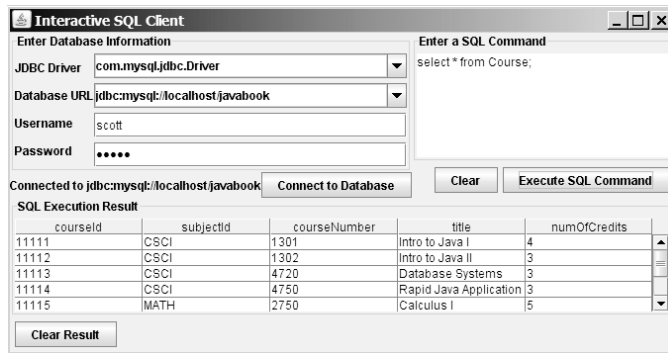 Interactive SQL Client
Enter Database Information
JDBC Driver com.mysql.jdbc.Driver
Database URL jdbc:mysql://localhost/javabook
Username scott
Password •••••
Connected to jdbc:mysql://localhost/javabook Connect to Database
Enter a SQL Command
select * from Course;
Clear Execute SQL Command
SQL Execution Result
courseId subjectId courseNumber title numOfCredits
11111 CSCI 1301 Intro to Java I 4
11112 CSCI 1302 Intro to Java II 3
11113 CSCI 4720 Database Systems 3
11114 CSCI 4750 Rapid Java Application 3
11115 MATH 2750 Calculus I 5
Clear Result